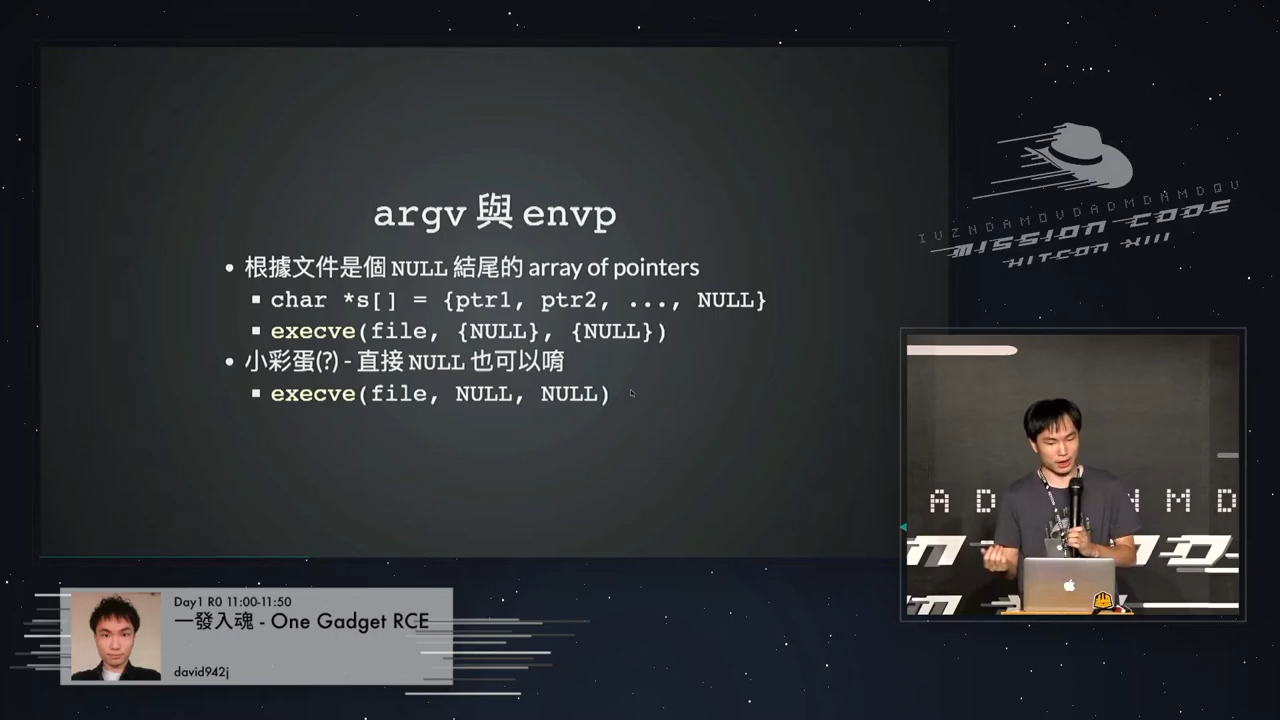 argv 與 envp
根據文件是個 NULL 結尾的 array of pointers
char *s[] = {ptr1, ptr2, ..., NULL}
execve(file, {NULL}, {NULL})
小彩蛋(?) - 直接 NULL 也可以唷
execve(file, NULL, NULL)
IVZNDAMOVDADMDNMDQV
MISSION CODE
HITCON XIII
A D N M D
Day1 R0 11:00-11:50
一發入魂 - One Gadget RCE
david942j